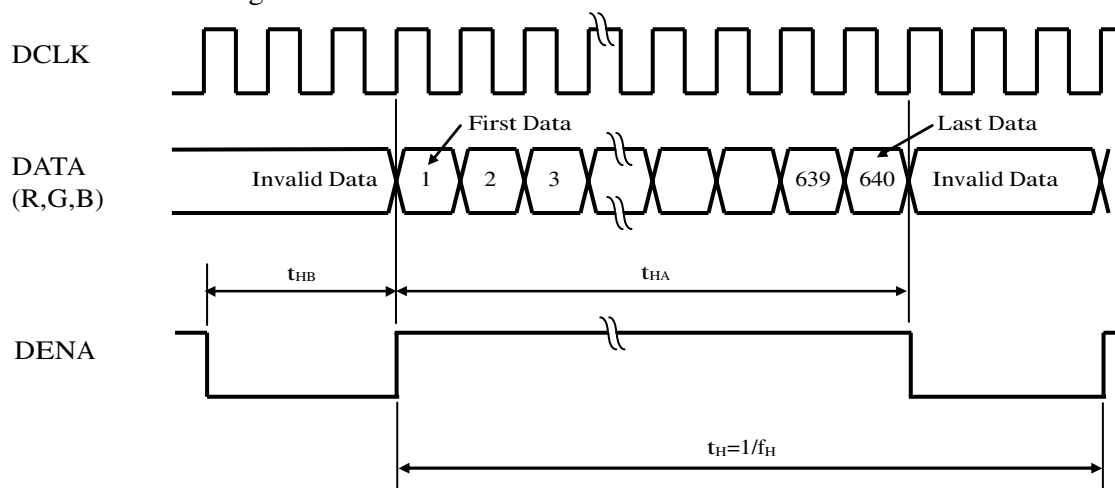 DCLK
First Data
Last Data
DATA
(R,G,B)
Invalid Data 1 2 3 639 640 Invalid Data
tHB tHA
DENA
tH=1/fH